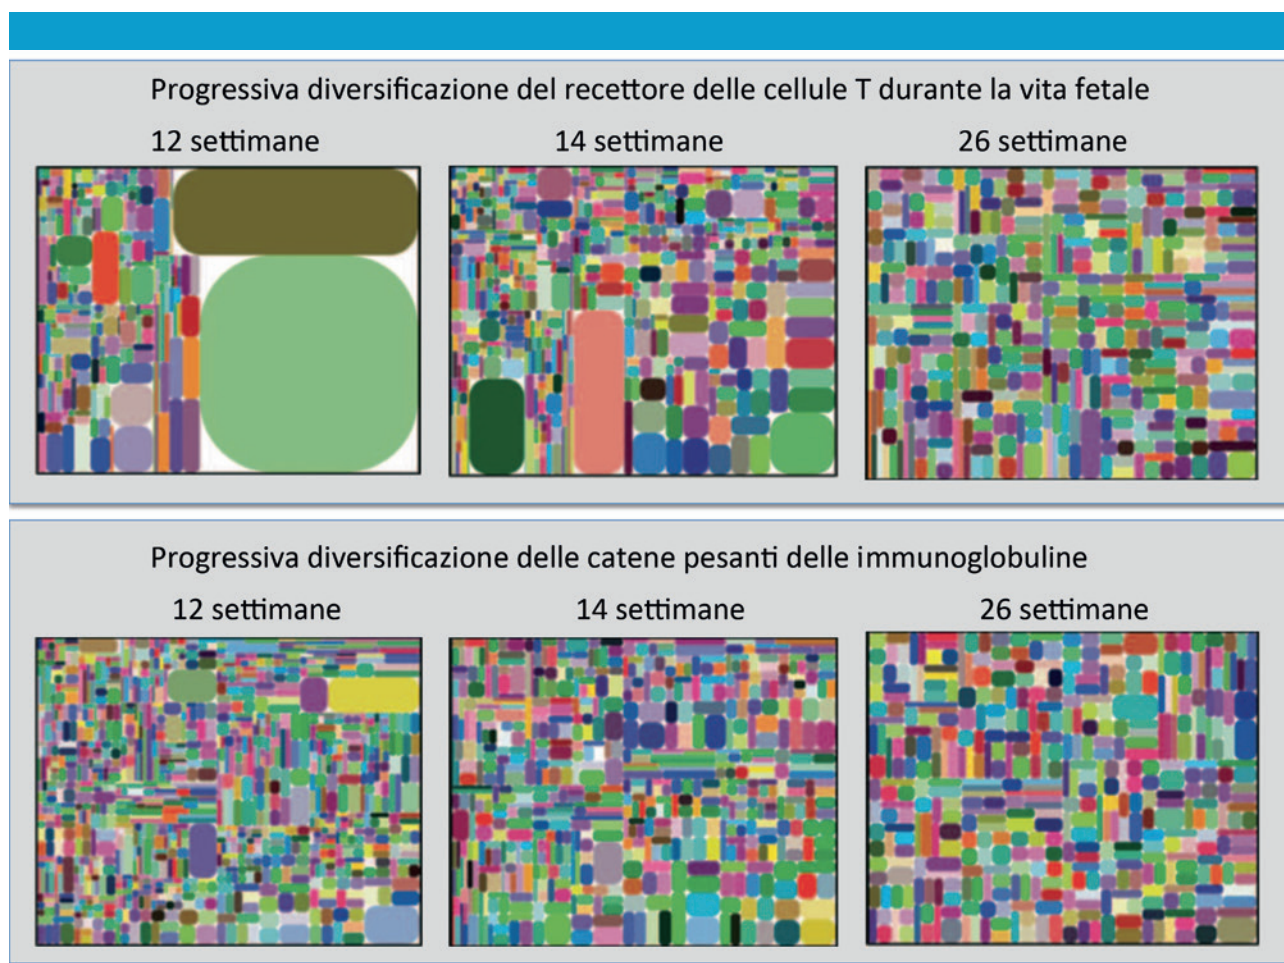 Progressiva diversificazione del recettore delle cellule T durante la vita fetale
12 settimane 14 settimane 26 settimane
Progressiva diversificazione delle catene pesanti delle immunoglobuline
12 settimane 14 settimane 26 settimane